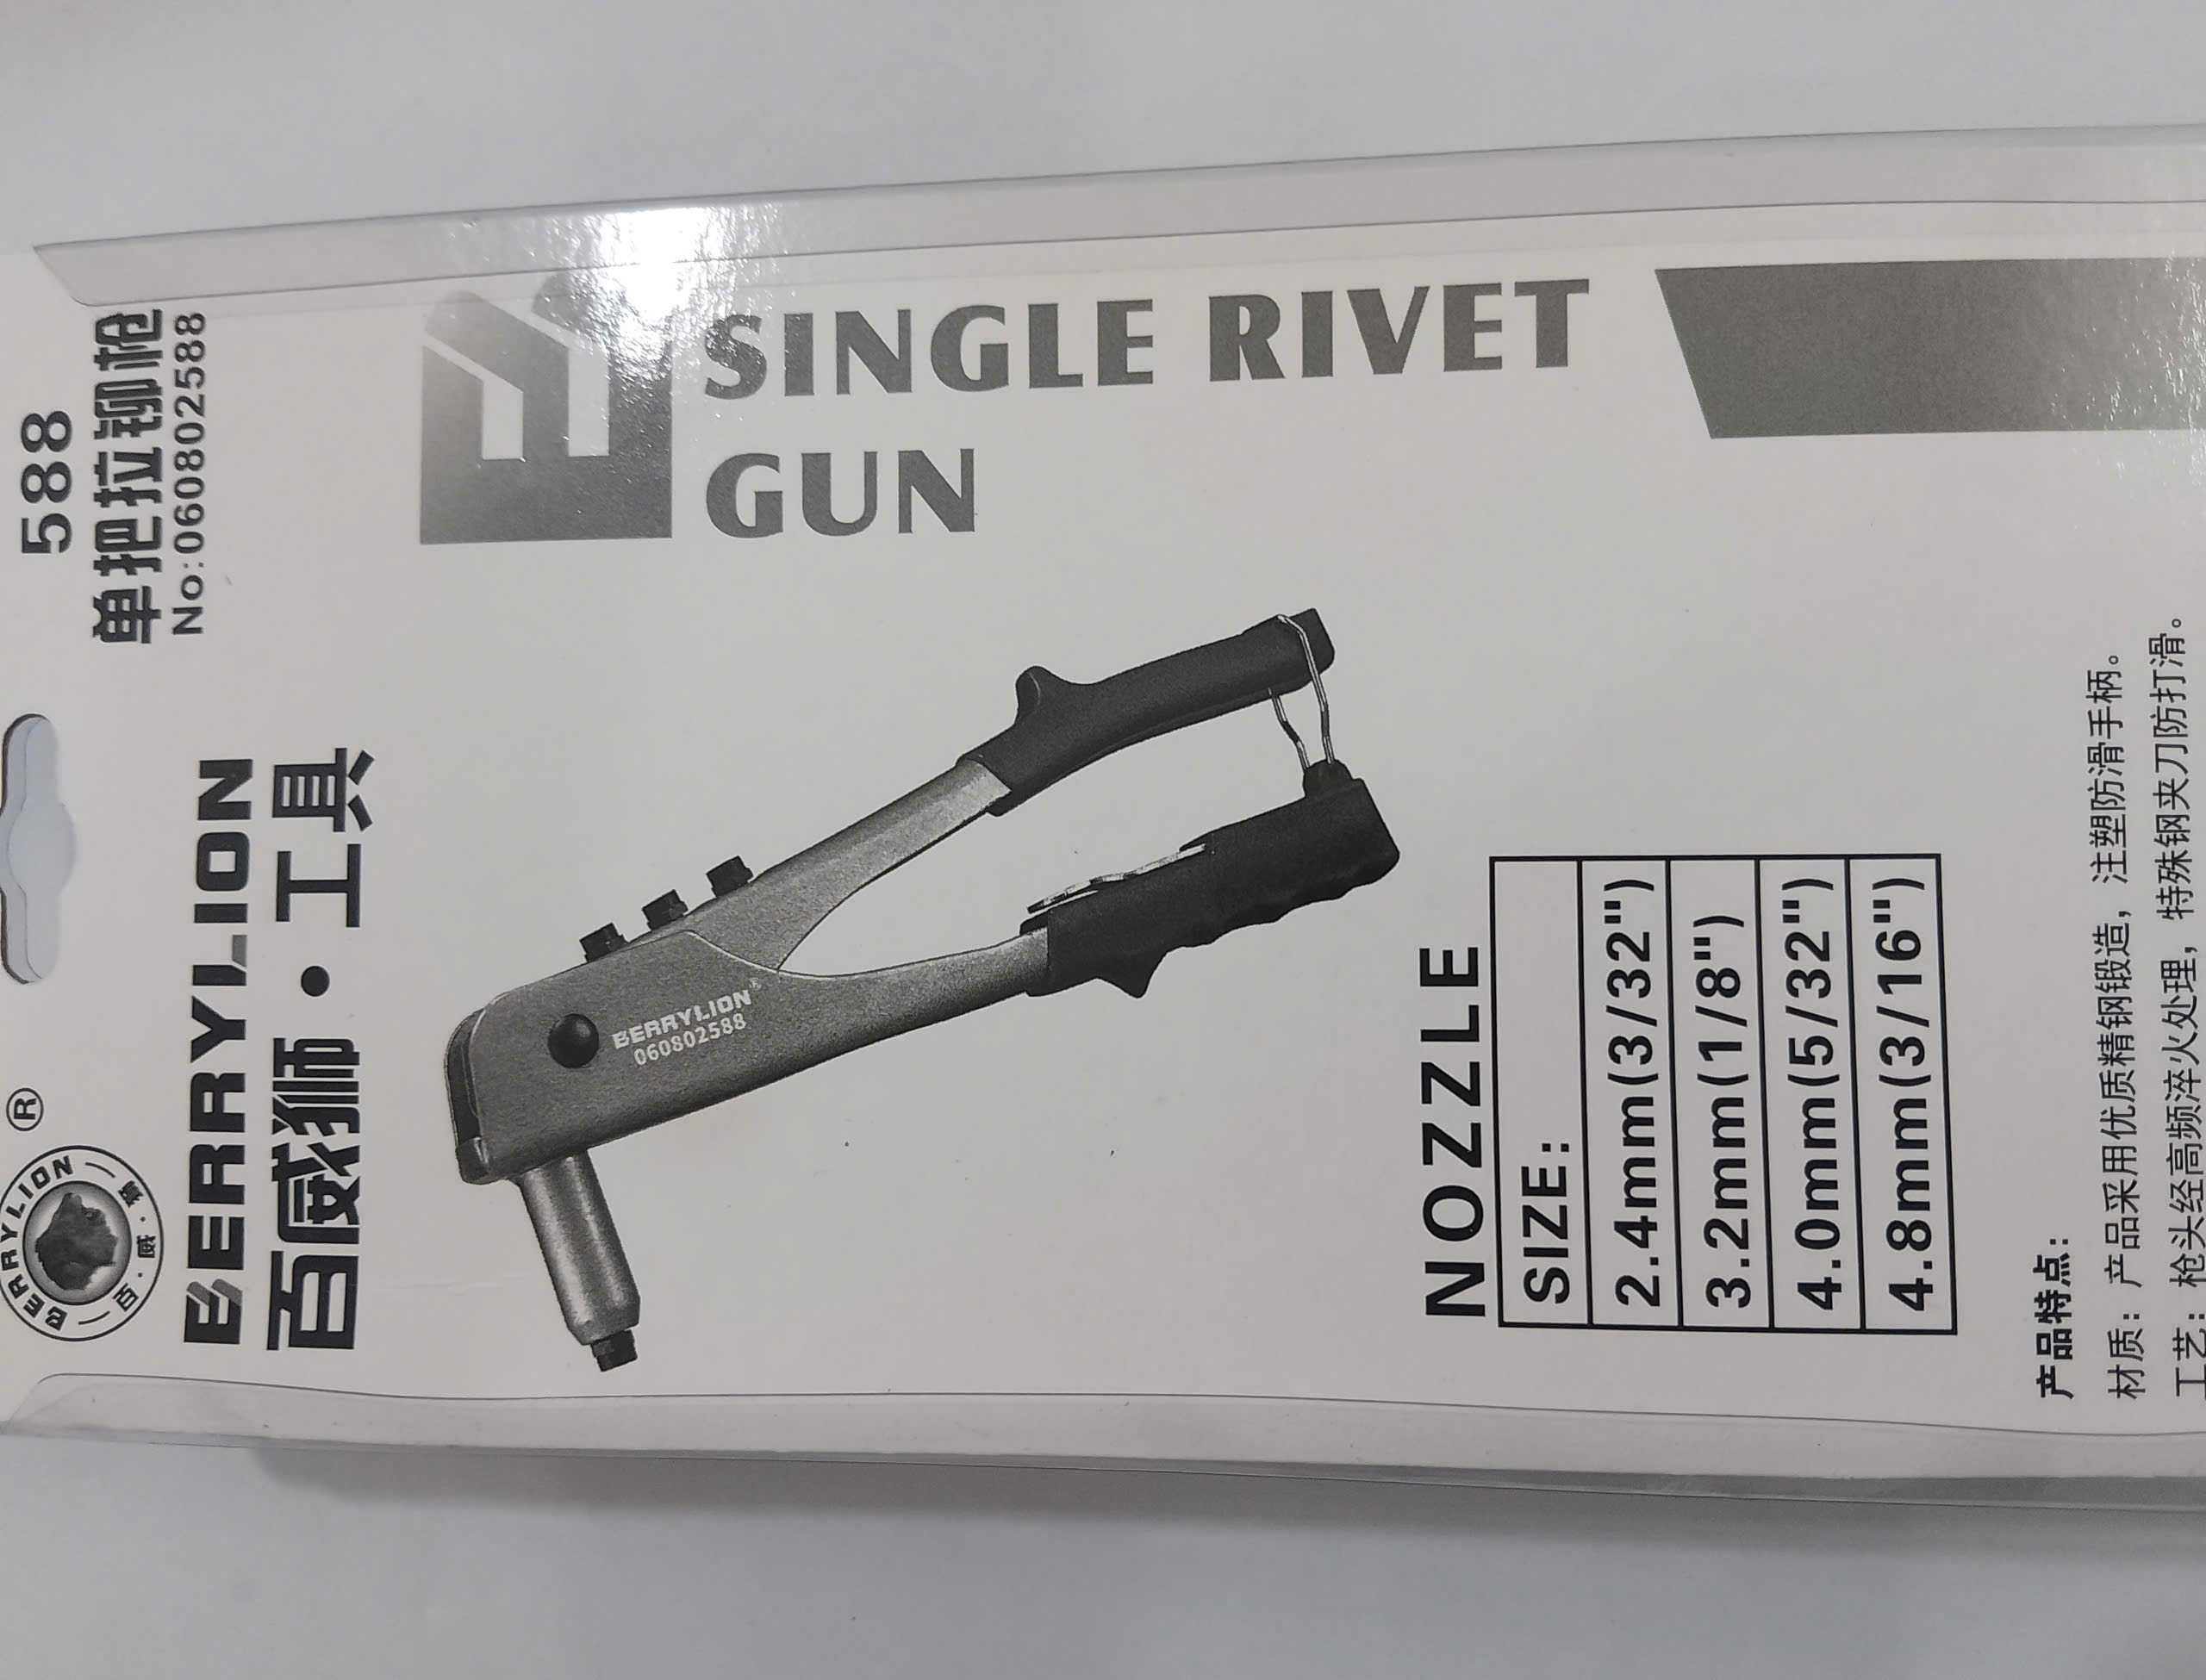 588
单把拉铆枪
No:060802588
BERRYLION
百·威·狮
®
BERRYLION
百威狮·工具
SINGLE RIVET
GUN
BERRYLION®
060802588
NOZZLE
SIZE:
2.4mm(3/32")
3.2mm(1/8")
4.0mm(5/32")
4.8mm(3/16")
产品特点:
材质: 产品采用优质精钢锻造, 注塑防滑手柄。
工艺: 枪头经高频淬火处理, 特殊钢夹刀防打滑。